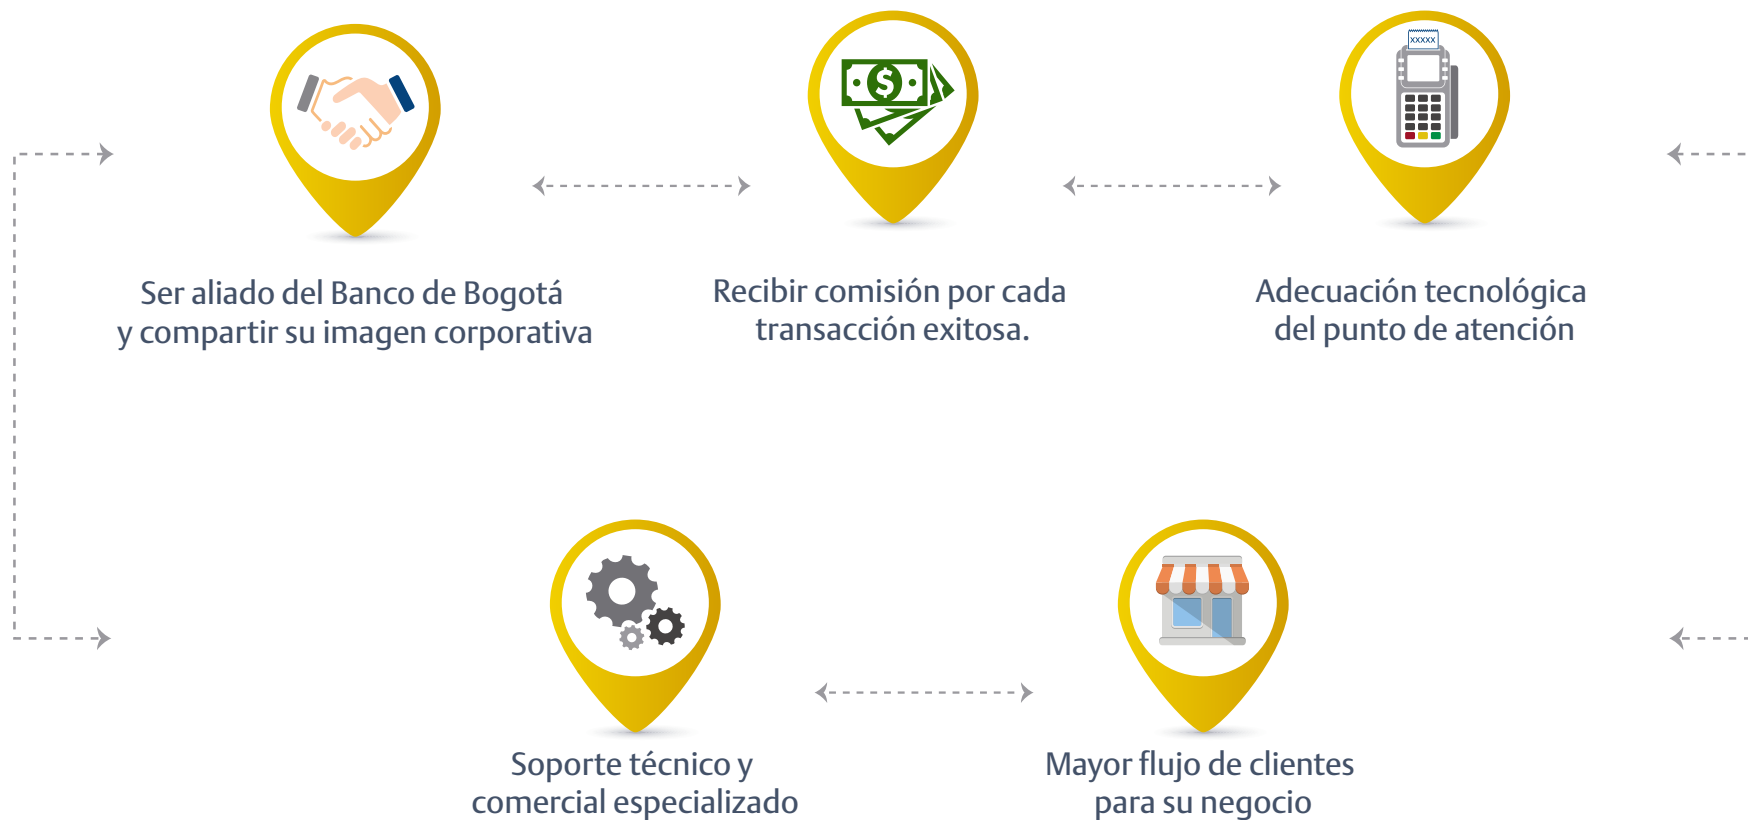 XXXXX
Ser aliado del Banco de Bogotá
y compartir su imagen corporativa
Recibir comisión por cada
transacción exitosa.
Adecuación tecnológica
del punto de atención
Soporte técnico y
comercial especializado
Mayor flujo de clientes
para su negocio